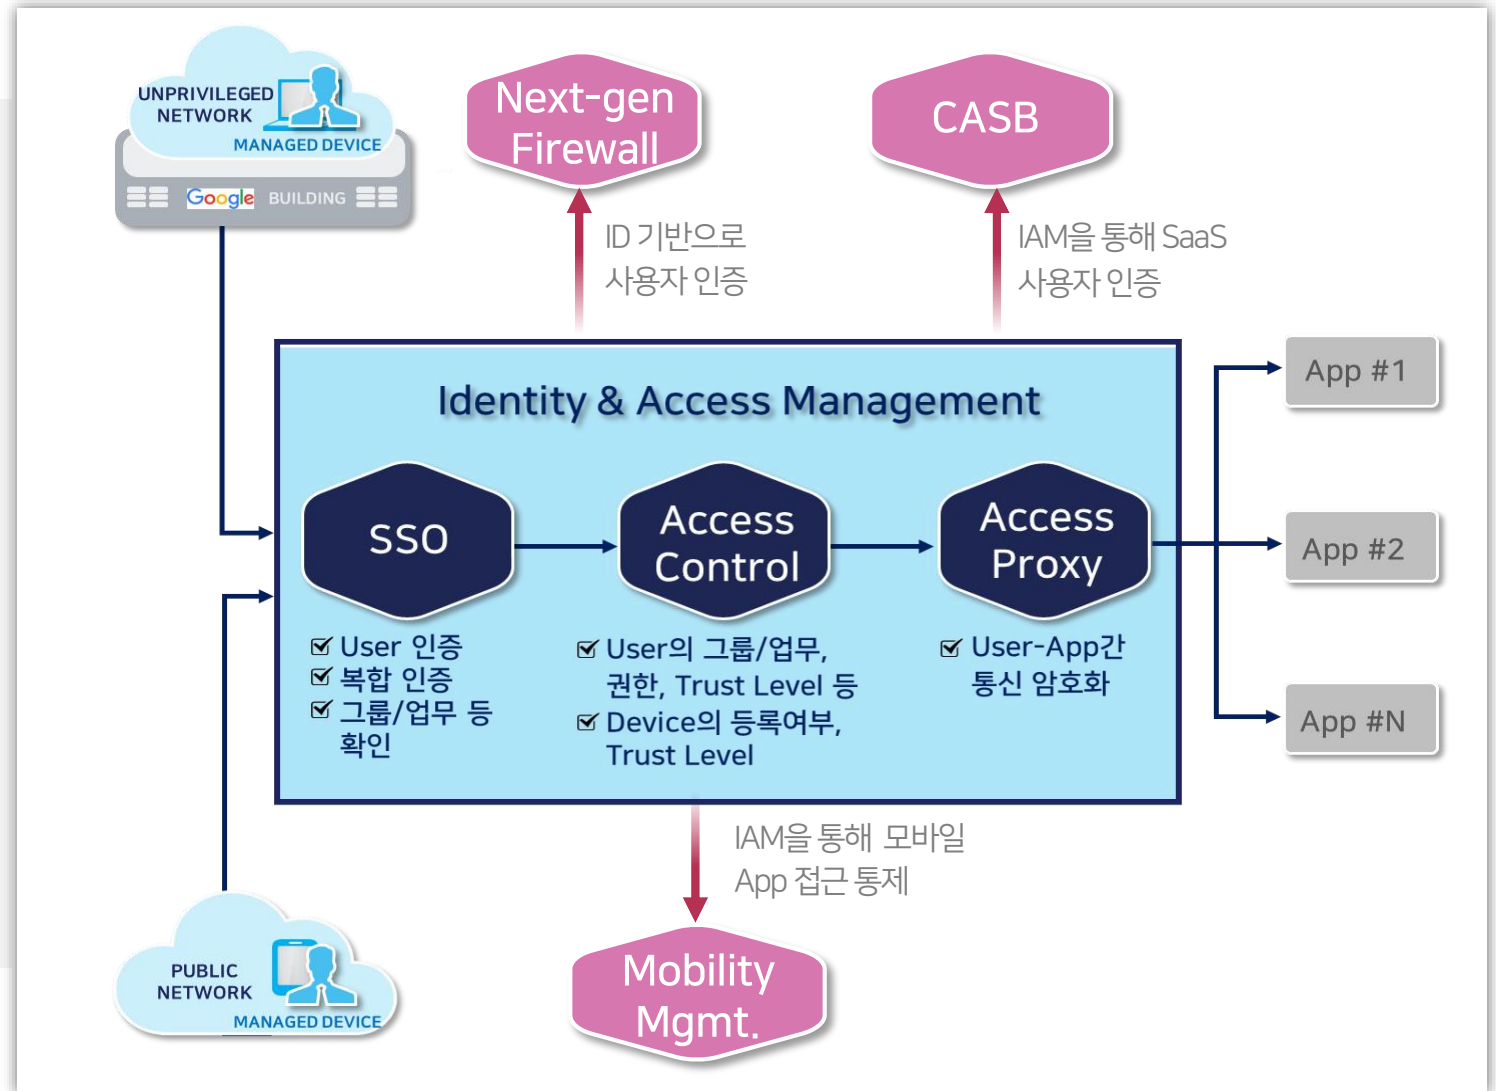 UNPRIVILEGED
NETWORK
MANAGED DEVICE
Google BUILDING
Next-gen
Firewall
CASB
ID 기반으로
사용자 인증
IAM을 통해 SaaS
사용자 인증
Identity & Access Management
SSO
Access
Control
Access
Proxy
User 인증
복합 인증
그룹/업무 등
확인
User의 그룹/업무,
권한, Trust Level 등
Device의 등록여부,
Trust Level
User-App간
통신 암호화
App #1
App #2
App #N
IAM을 통해 모바일
App 접근 통제
Mobility
Mgmt.
PUBLIC
NETWORK
MANAGED DEVICE